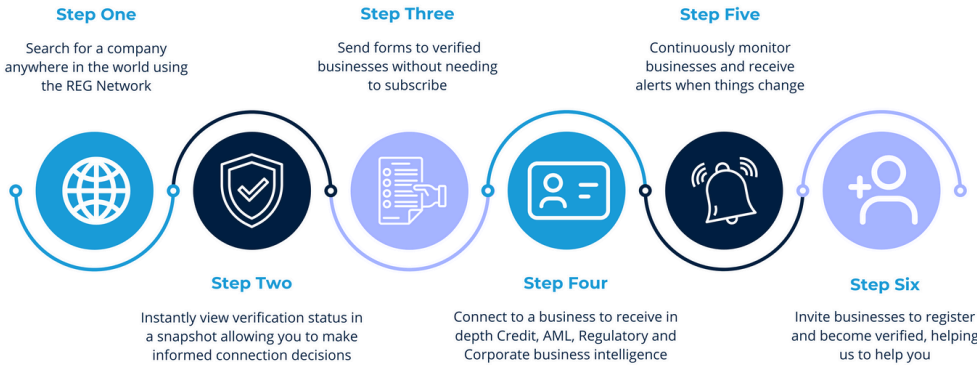 Step One
Search for a company
anywhere in the world using
the REG Network
Step Two
Instantly view verification status in
a snapshot allowing you to make
informed connection decisions
Step Three
Send forms to verified
businesses without needing
to subscribe
Step Four
Connect to a business to receive in
depth Credit, AML, Regulatory and
Corporate business intelligence
Step Five
Continuously monitor
businesses and receive
alerts when things change
Step Six
Invite businesses to register
and become verified, helping
us to help you